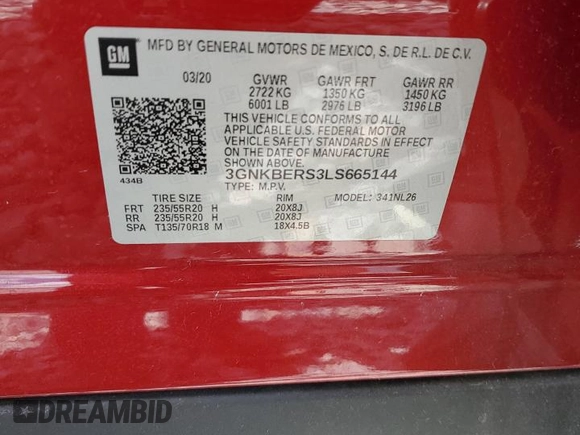 GM
MFD BY GENERAL MOTORS DE MEXICO, S. DE R.L. DE C.V.
03/20 GVWR GAWR FRT GAWR RR
2722 KG 1350 KG 1450 KG
6001 LB 2976 LB 3196 LB
THIS VEHICLE CONFORMS TO ALL
APPLICABLE U.S. FEDERAL MOTOR
VEHICLE SAFETY STANDARDS IN EFFECT
ON THE DATE OF MANUFACTURE
SHOWN ABOVE.
434B 3GNKBERS3LS665144
TYPE: M.P.V. MODEL: 341NL26
TIRE SIZE RIM
FRT 235/55R20 H 20X8J
RR 235/55R20 H 20X8J
SPA T135/70R18 M 18X4.5B
DREAMBID